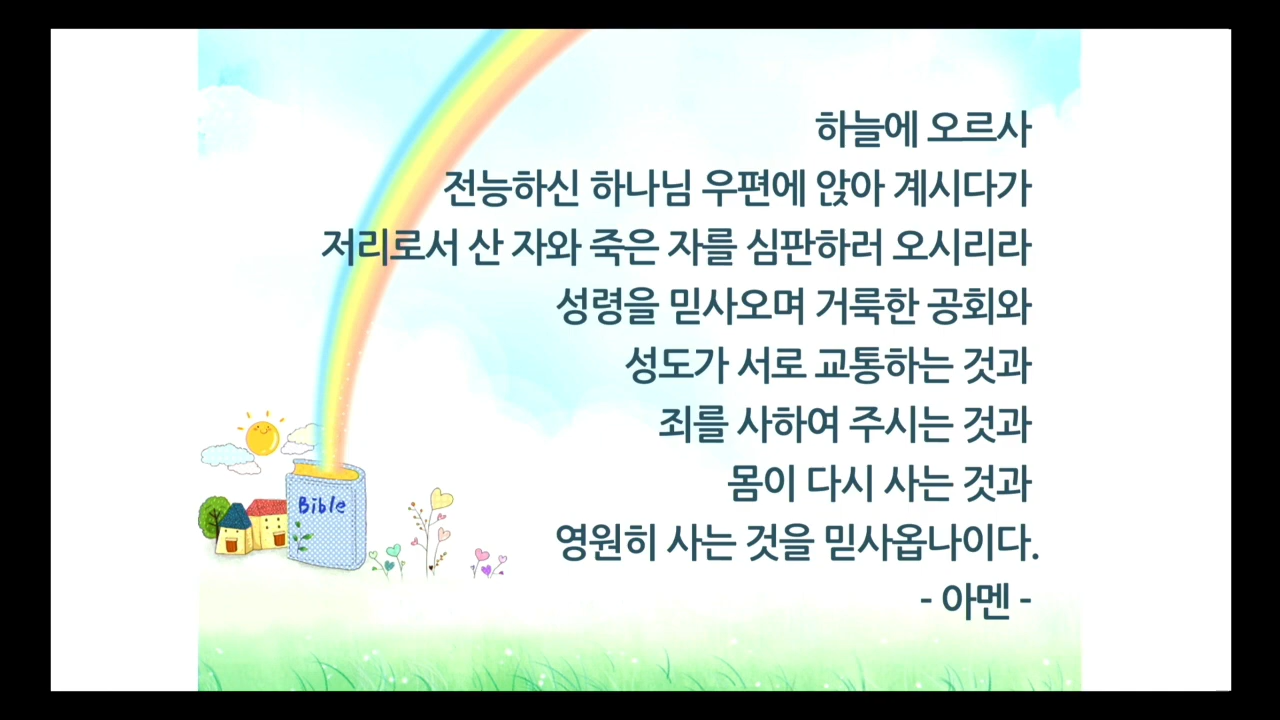 하늘에 오르사
전능하신 하나님 우편에 앉아 계시다가
저리로서 산 자와 죽은 자를 심판하러 오시리라
성령을 믿사오며 거룩한 공회와
성도가 서로 교통하는 것과
죄를 사하여 주시는 것과
몸이 다시 사는 것과
영원히 사는 것을 믿사옵나이다.
- 아멘 -
Bible